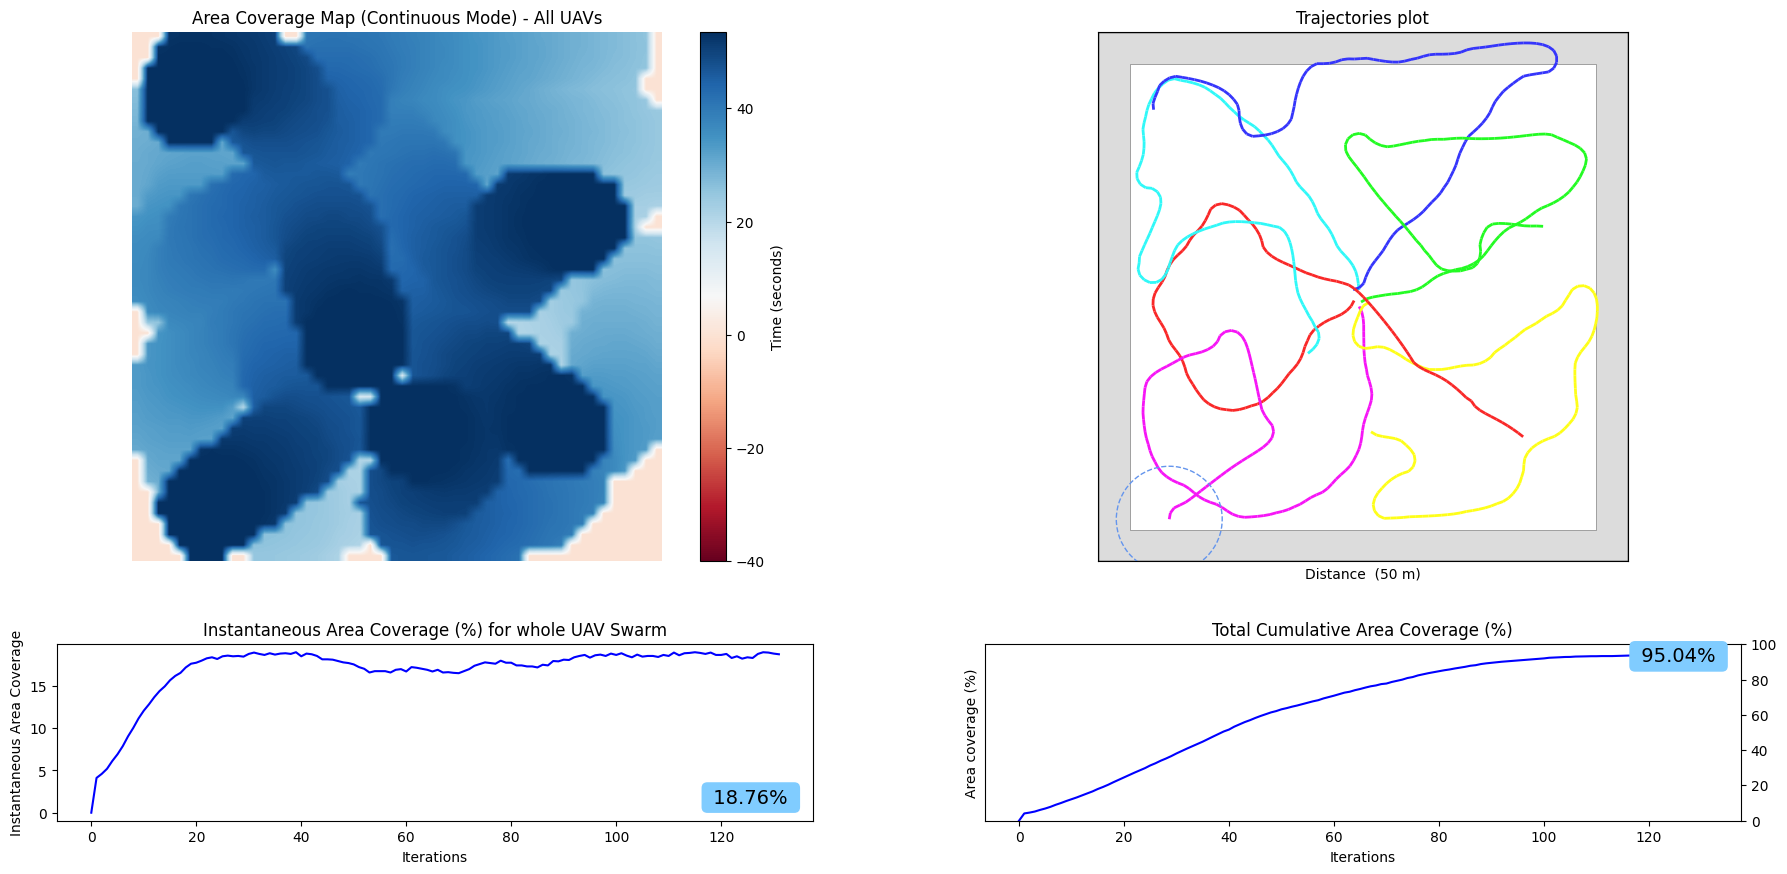 Area Coverage Map (Continuous Mode) - All UAVs
40
20
0
−20
−40
Time (seconds)
Trajectories plot
Distance  (50 m)
Instantaneous Area Coverage (%) for whole UAV Swarm
Instantaneous Area Coverage
15
10
5
0
18.76%
0 20 40 60 80 100 120
Iterations
Total Cumulative Area Coverage (%)
Area coverage (%)
95.04%
100
80
60
40
20
0
0 20 40 60 80 100 120
Iterations